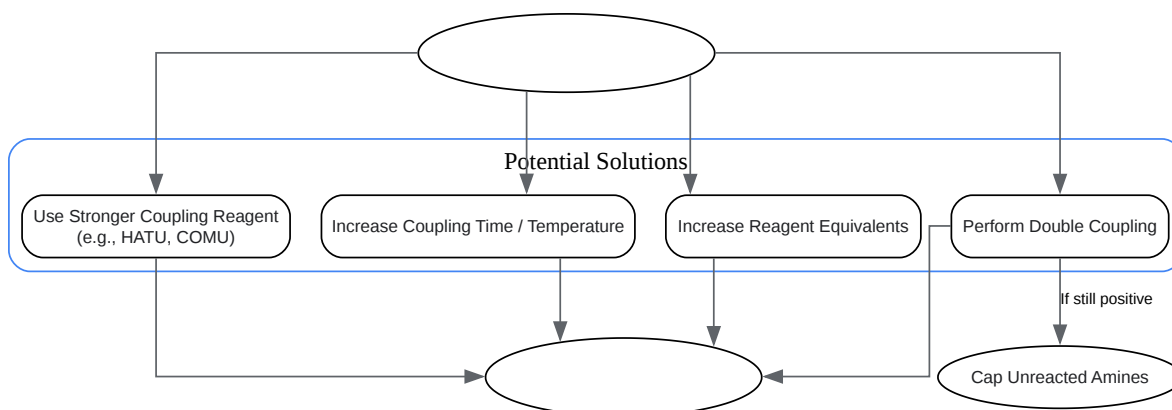 Potential Solutions
Use Stronger Coupling Reagent
(e.g., HATU, COMU)
Increase Coupling Time / Temperature
Increase Reagent Equivalents
Perform Double Coupling
If still positive
Cap Unreacted Amines